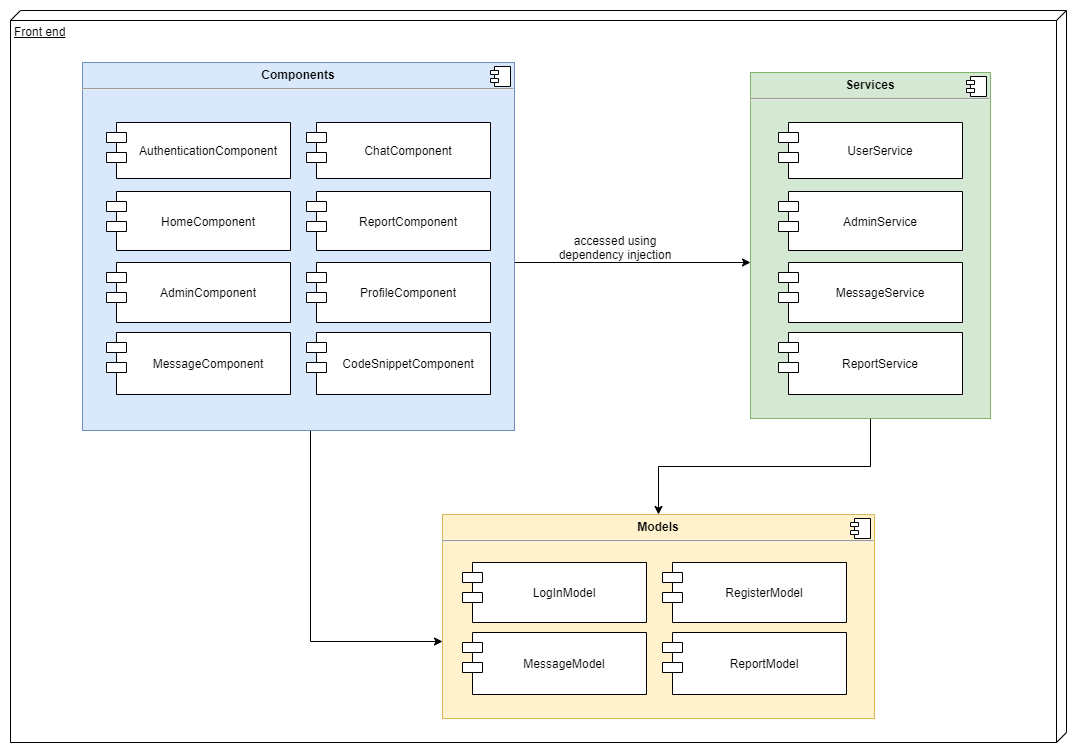 Front end
Components
AuthenticationComponent
ChatComponent
HomeComponent
ReportComponent
AdminComponent
ProfileComponent
MessageComponent
CodeSnippetComponent
accessed using
dependency injection
Services
UserService
AdminService
MessageService
ReportService
Models
LogInModel
RegisterModel
MessageModel
ReportModel